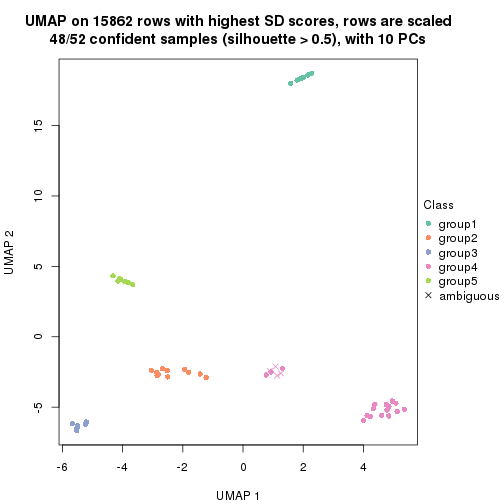 UMAP on 15862 rows with highest SD scores, rows are scaled
48/52 confident samples (silhouette > 0.5), with 10 PCs
15
10
5
0
-5
UMAP 2
-6
-4
-2
0
2
4
UMAP 1
Class
group1
group2
group3
group4
group5
ambiguous